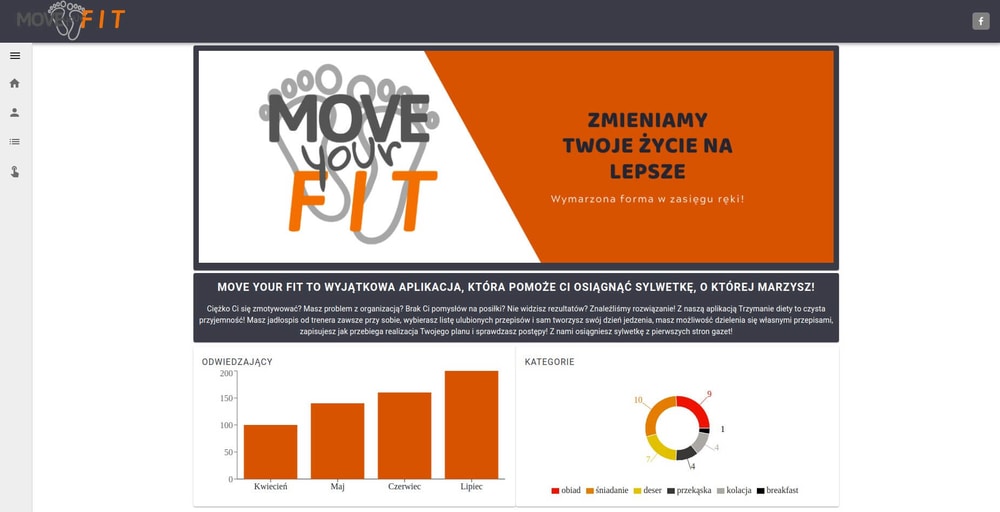 MOVE FIT
f
MOVE
your
FIT
ZMIENIAMY
TWOJE ŻYCIE NA
LEPSZE
Wymarzona forma w zasięgu ręki!
MOVE YOUR FIT TO WYJĄTKOWA APLIKACJA, KTÓRA POMOŻE CI OSIĄGNĄĆ SYLWETKĘ, O KTÓREJ MARZYSZ!
Ciężko Ci się zmotywować? Masz problem z organizacją? Brak Ci pomysłów na posiłki? Nie widzisz rezultatów? Znaleźliśmy rozwiązanie! Z naszą aplikacją Trzymanie diety to czysta
przyjemność! Masz jadłospis od trenera zawsze przy sobie, wybierasz listę ulubionych przepisów i sam tworzysz swój dzień jedzenia, masz możliwość dzielenia się własnymi przepisami,
zapisujesz jak przebiega realizacja Twojego planu i sprawdzasz postępy! Z nami osiągniesz sylwetkę z pierwszych stron gazet!
ODWIEDZAJĄCY
200
150
100
50
0
Kwiecień Maj Czerwiec Lipiec
KATEGORIE
10 9
1
4
7 4
obiad śniadanie deser przekąska kolacja breakfast